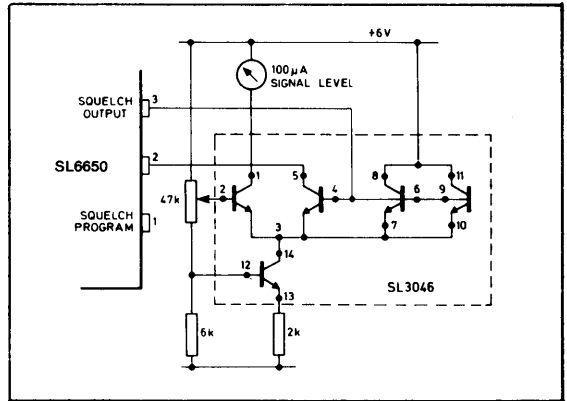 +6V
100µA
SIGNAL LEVEL
SQUELCH
OUTPUT
3
SL6650
2
SQUELCH
PROGRAM
1
47k
2
1
5
4
8
11
6
9
7
10
3
14
12
13
SL3046
6k
2k